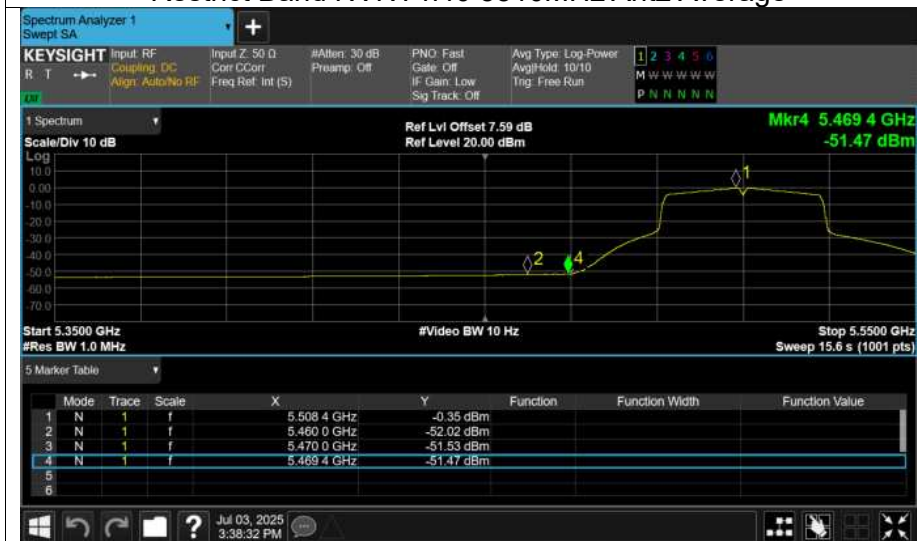 Spectrum Analyzer 1
Swept SA
+
KEYSIGHT Input: RF Input Z: 50 Ω #Atten: 30 dB PNO: Fast Avg Type: Log-Power 1 2 3 4 5 6
R T Coupling: DC Corr CCorr Preamp: Off Gate: Off Avg|Hold: 10/10 M W W W W W
Align: Auto/No RF Freq Ref: Int (S) IF Gain: Low Trig: Free Run P N N N N N
Sig Track: Off
1 Spectrum Ref Lvl Offset 7.59 dB Mkr4 5.469 4 GHz
Scale/Div 10 dB Ref Level 20.00 dBm -51.47 dBm
Log
10.0
0.00
-10.0
-20.0
-30.0
-40.0
-50.0
-60.0
-70.0
1
2
4
Start 5.3500 GHz #Video BW 10 Hz Stop 5.5500 GHz
#Res BW 1.0 MHz Sweep 15.6 s (1001 pts)
5 Marker Table
Mode Trace Scale X Y Function Function Width Function Value
1 N 1 f 5.508 4 GHz -0.35 dBm
2 N 1 f 5.460 0 GHz -52.02 dBm
3 N 1 f 5.470 0 GHz -51.53 dBm
4 N 1 f 5.469 4 GHz -51.47 dBm
5
6
? Jul 03, 2025
3:38:32 PM